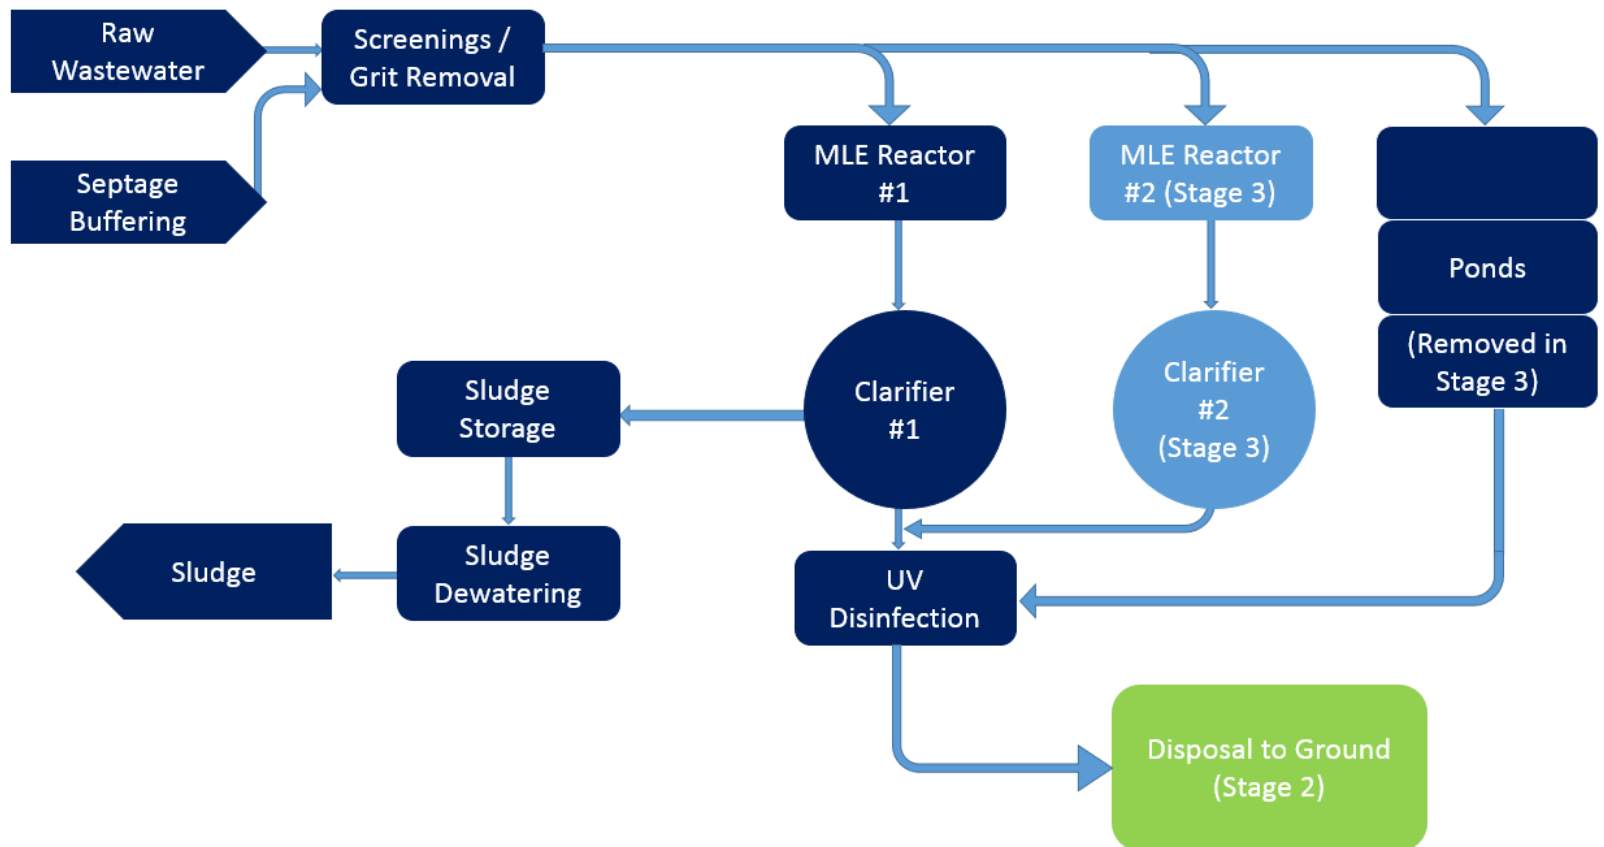 Raw
Wastewater
Screenings /
Grit Removal
Septage
Buffering
MLE Reactor
#1
MLE Reactor
#2 (Stage 3)
Ponds
(Removed in
Stage 3)
Clarifier
#1
Clarifier
#2
(Stage 3)
Sludge
Storage
Sludge
Dewatering
Sludge
UV
Disinfection
Disposal to Ground
(Stage 2)